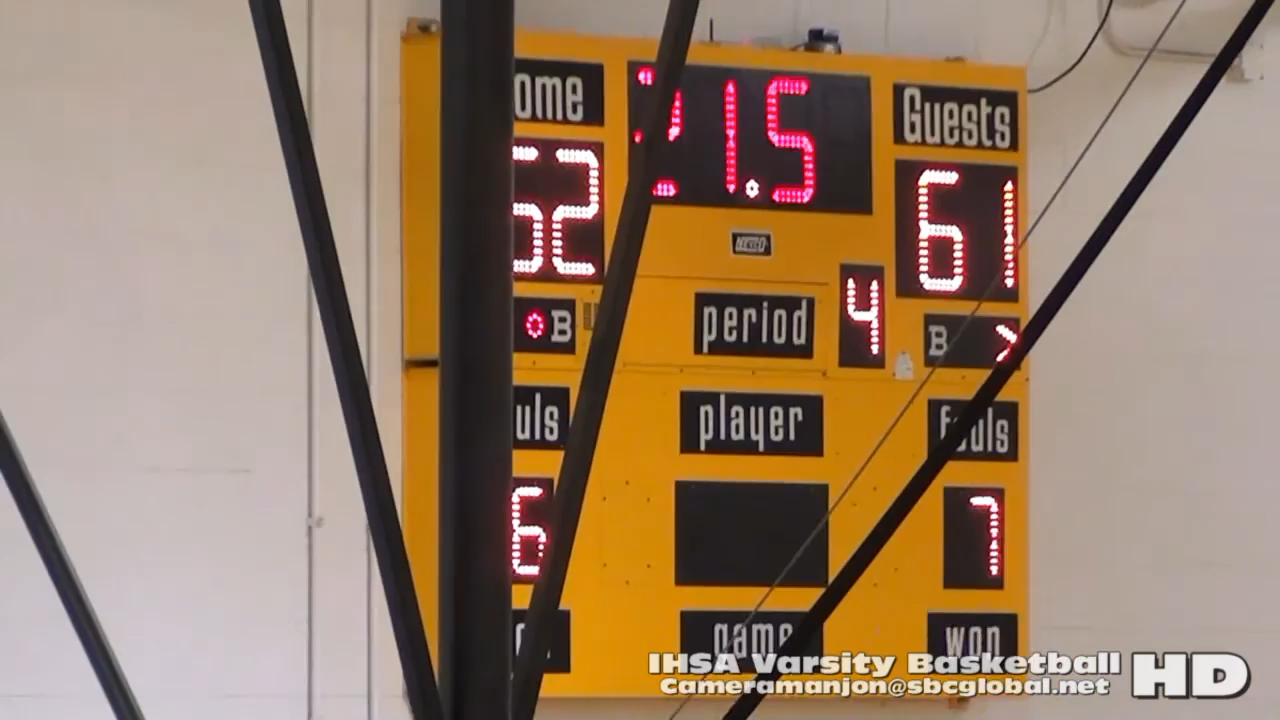 ome
Guests
21.5
52
61
B
period
4
B
uls
player
fouls
6
7
game
won
IHSA Varsity Basketball HD
Cameramanjon@sbcglobal.net